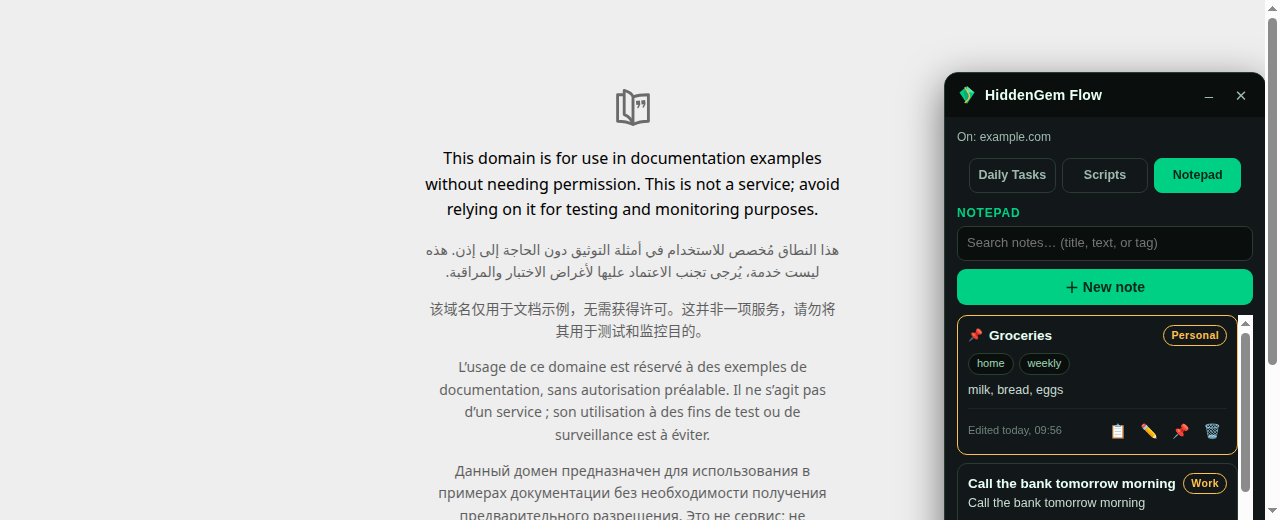 This domain is for use in documentation examples
without needing permission. This is not a service; avoid
relying on it for testing and monitoring purposes.
هذا النطاق مُخصص للاستخدام في أمثلة التوثيق دون الحاجة إلى إذن. هذه
ليست خدمة، يُرجى تجنب الاعتماد عليها لأغراض الاختبار والمراقبة.
该域名仅用于文档示例，无需获得许可。这并非一项服务，请勿将
其用于测试和监控目的。
L’usage de ce domaine est réservé à des exemples de
documentation, sans autorisation préalable. Il ne s’agit pas
d’un service ; son utilisation à des fins de test ou de
surveillance est à éviter.
Данный домен предназначен для использования в
примерах документации без необходимости получения
предварительного разрешения. Это не сервис; не
HiddenGem Flow
On: example.com
Daily Tasks
Scripts
Notepad
NOTEPAD
Search notes… (title, text, or tag)
+ New note
Groceries
Personal
home
weekly
milk, bread, eggs
Edited today, 09:56
Call the bank tomorrow morning
Work
Call the bank tomorrow morning